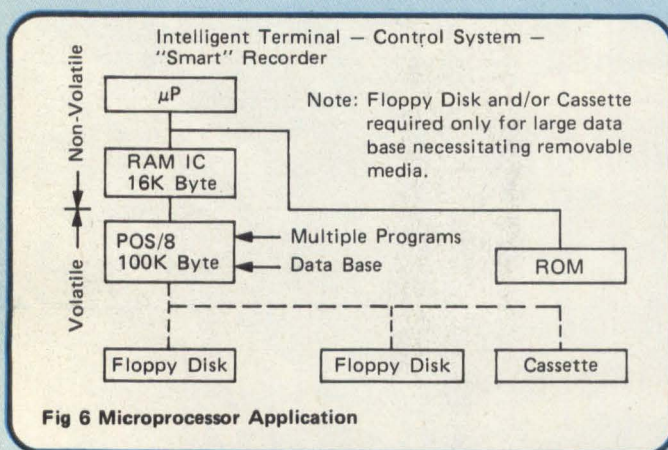 Intelligent Terminal — Control System —
"Smart" Recorder
Non-Volatile
Volatile
μP
Note: Floppy Disk and/or Cassette
required only for large data
base necessitating removable
media.
RAM IC
16K Byte
POS/8
100K Byte
Multiple Programs
Data Base
ROM
Floppy Disk
Floppy Disk
Cassette
Fig 6 Microprocessor Application